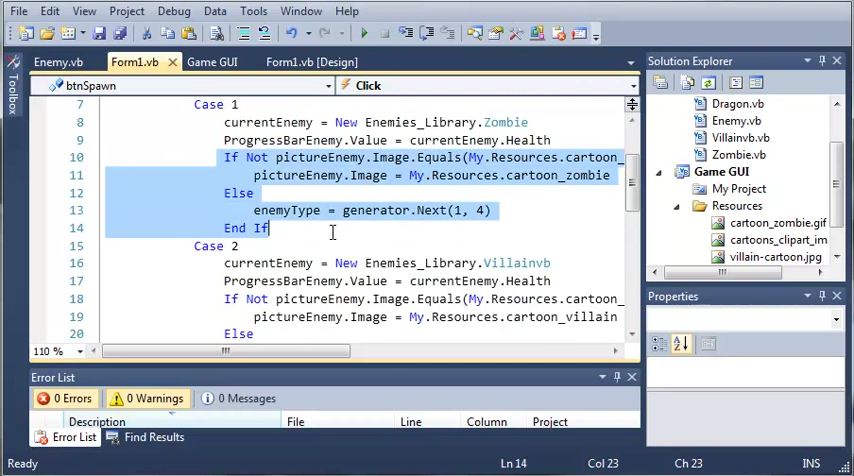 File Edit View Project Debug Data Tools Window Help
Enemy.vb Form1.vb Game GUI Form1.vb [Design]
btnSpawn Click
7 Case 1
8 currentEnemy = New Enemies_Library.Zombie
9 ProgressBarEnemy.Value = currentEnemy.Health
10 If Not pictureEnemy.Image.Equals(My.Resources.cartoon_
11 pictureEnemy.Image = My.Resources.cartoon_zombie
12 Else
13 enemyType = generator.Next(1, 4)
14 End If
15 Case 2
16 currentEnemy = New Enemies_Library.Villainvb
17 ProgressBarEnemy.Value = currentEnemy.Health
18 If Not pictureEnemy.Image.Equals(My.Resources.cartoon_
19 pictureEnemy.Image = My.Resources.cartoon_villain
20 Else
110 %
Toolbox
Solution Explorer
Dragon.vb
Enemy.vb
Villainvb.vb
Zombie.vb
Game GUI
My Project
Resources
cartoon_zombie.gif
cartoons_clipart_im
villain-cartoon.jpg
Properties
Error List
0 Errors 0 Warnings 0 Messages
Description File Line Column Project
Error List Find Results
Ready Ln 14 Col 23 Ch 23 INS